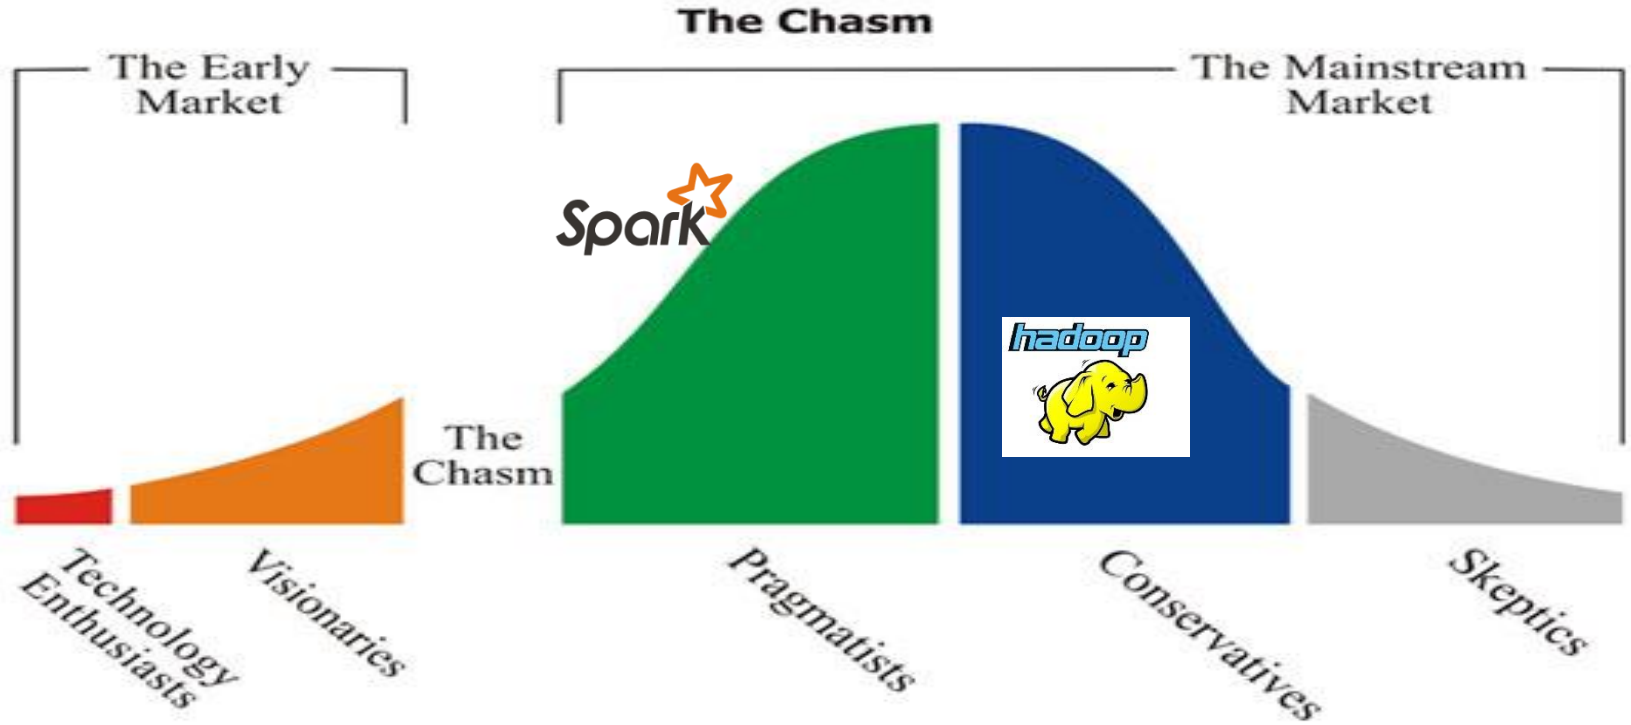 The Chasm
The Early
Market
The Mainstream
Market
Spark
hadoop
The
Chasm
Technology
Enthusiasts
Visionaries
Pragmatists
Conservatives
Skeptics